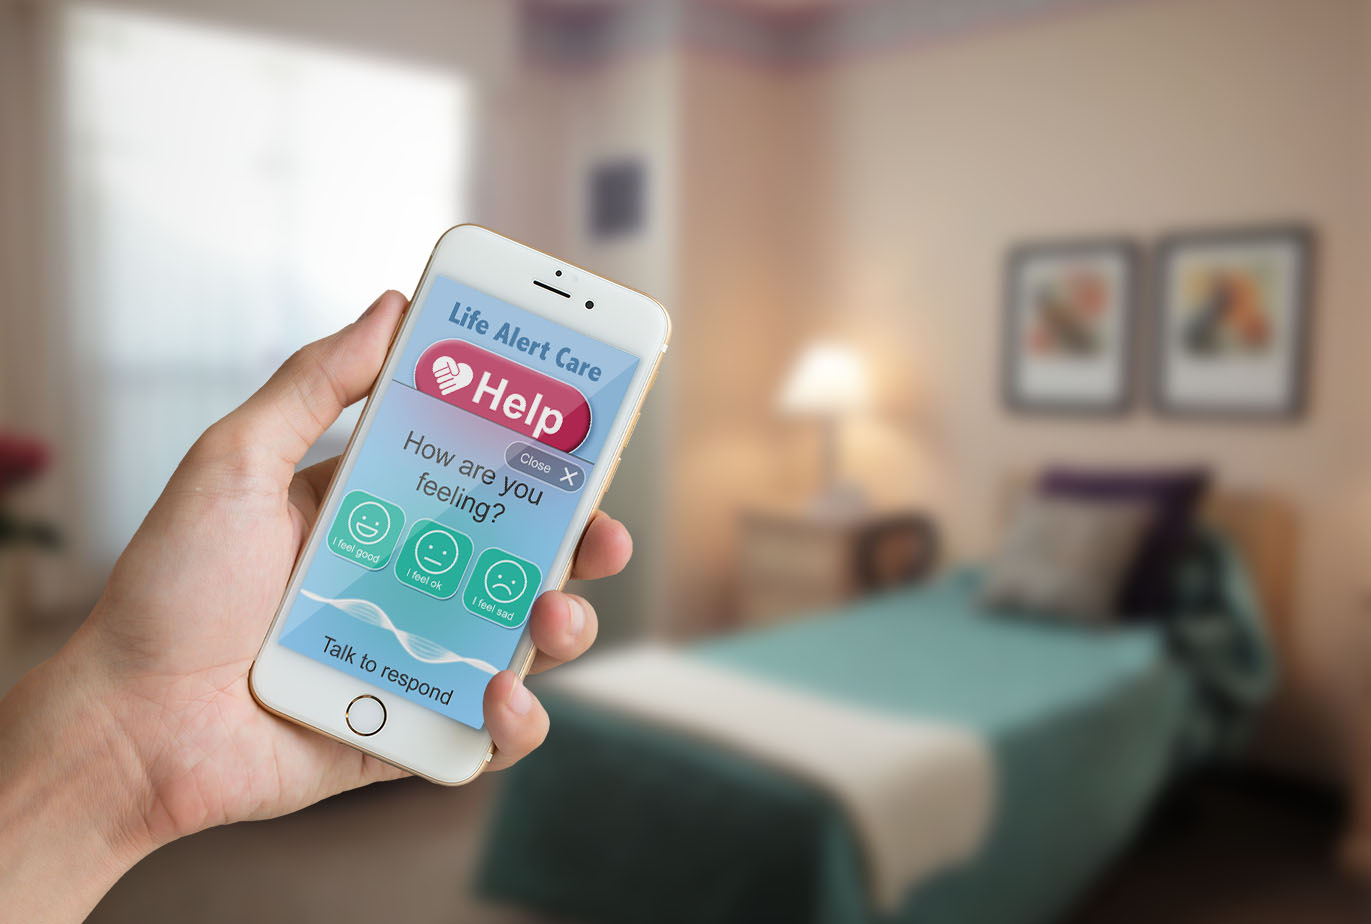 Life Alert Care
Help
Close X
How are you
feeling?
I feel good
I feel ok
I feel sad
Talk to respond